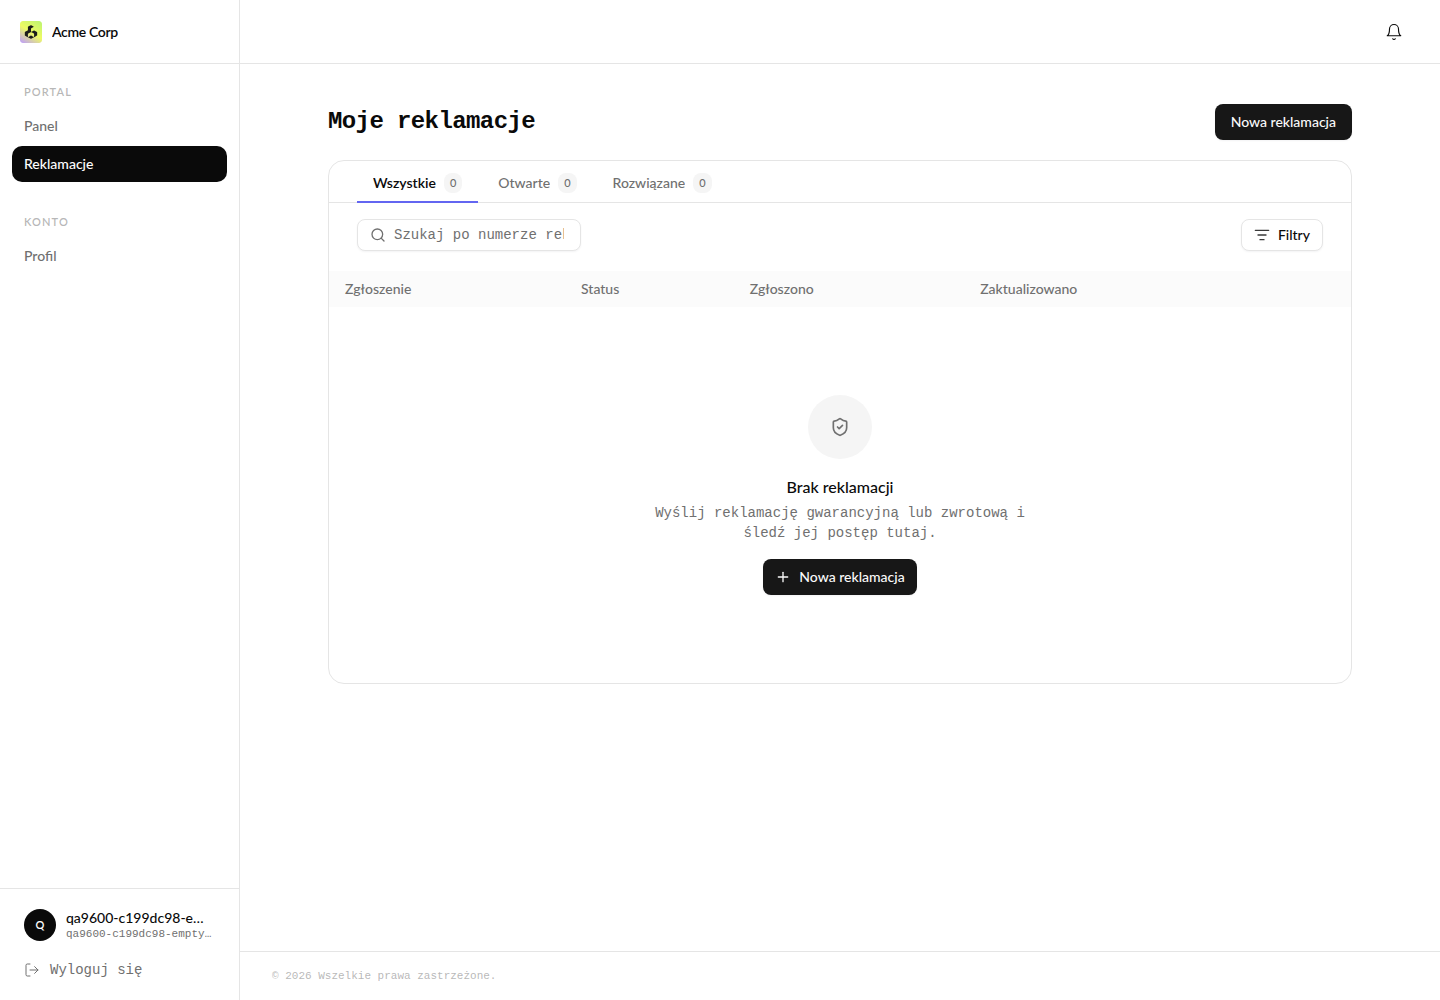 Acme Corp
PORTAL
Panel
Reklamacje
KONTO
Profil
Moje reklamacje
Nowa reklamacja
Wszystkie 0
Otwarte 0
Rozwiązane 0
Szukaj po numerze
Filtry
Zgłoszenie Status Zgłoszono Zaktualizowano
Brak reklamacji
Wyślij reklamację gwarancyjną lub zwrotową i
śledź jej postęp tutaj.
Nowa reklamacja
Q
qa9600-c199dc98-e...
qa9600-c199dc98-empty...
Wyloguj się
© 2026 Wszelkie prawa zastrzeżone.